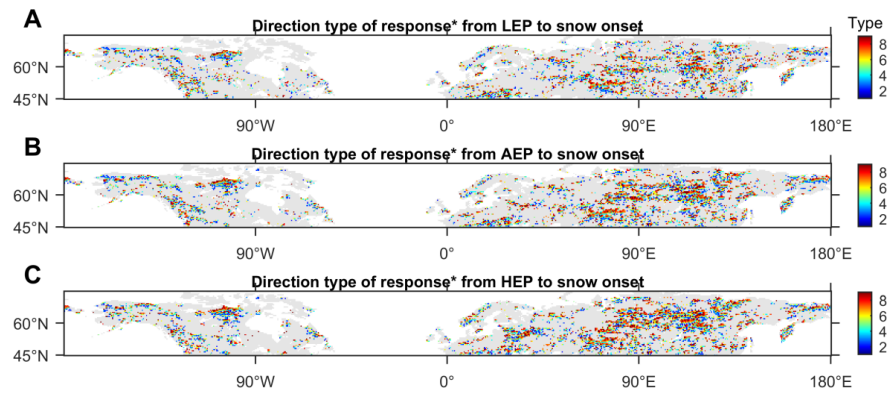 A
Direction type of response* from LEP to snow onset
Type
60°N
45°N
8
6
4
2
90°W
0°
90°E
180°E
B
Direction type of response* from AEP to snow onset
60°N
45°N
8
6
4
2
90°W
0°
90°E
180°E
C
Direction type of response* from HEP to snow onset
60°N
45°N
8
6
4
2
90°W
0°
90°E
180°E